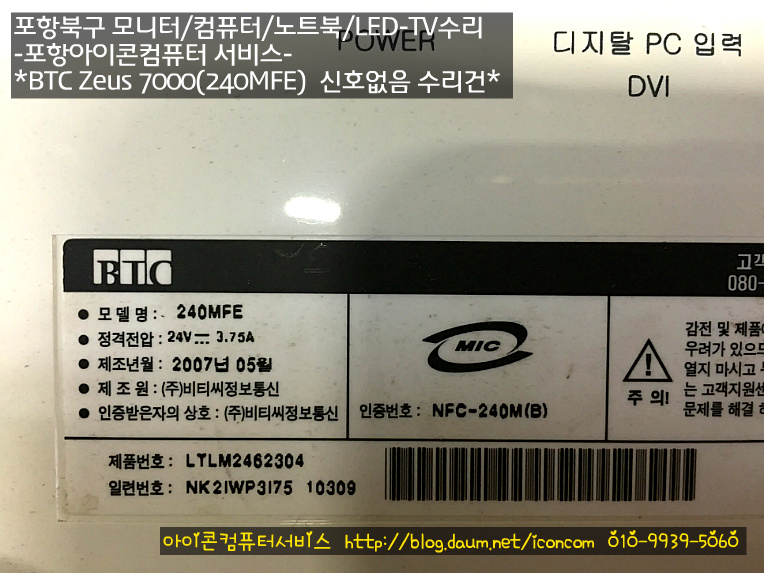 포항북구 모니터/컴퓨터/노트북/LED-TV수리
-포항아이콘컴퓨터 서비스-
*BTC Zeus 7000(240MFE) 신호없음 수리건*
POWER
디지탈 PC 입력
DVI
BTC
고객
080-
모 델 명 : 240MFE
정격전압 : 24V 3.75A
제조년월 : 2007년 05월
제 조 원 : (주)비티씨정보통신
인증받은자의 상호 : (주)비티씨정보통신
MIC
인증번호 : NFC-240M(B)
주 의!
감전 및 제품에
우려가 있으므
열지 마시고
는 고객지원센
문제를 해결
제품번호 : LTLM2462304
일련번호 : NK2IWP3I75 10309
아이콘컴퓨터서비스 http://blog.daum.net/iconcom 010-9939-5060